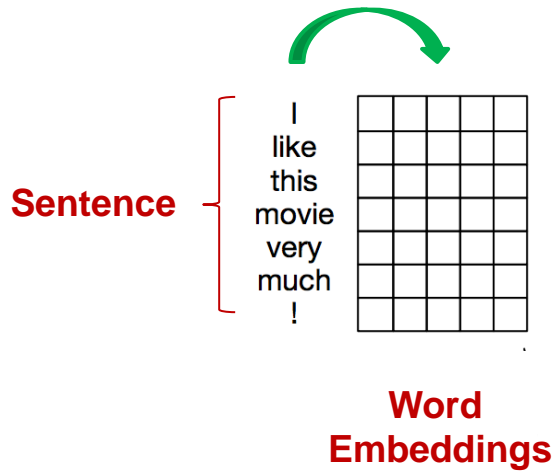 I
like
this
movie
very
much
!
Sentence
Word
Embeddings